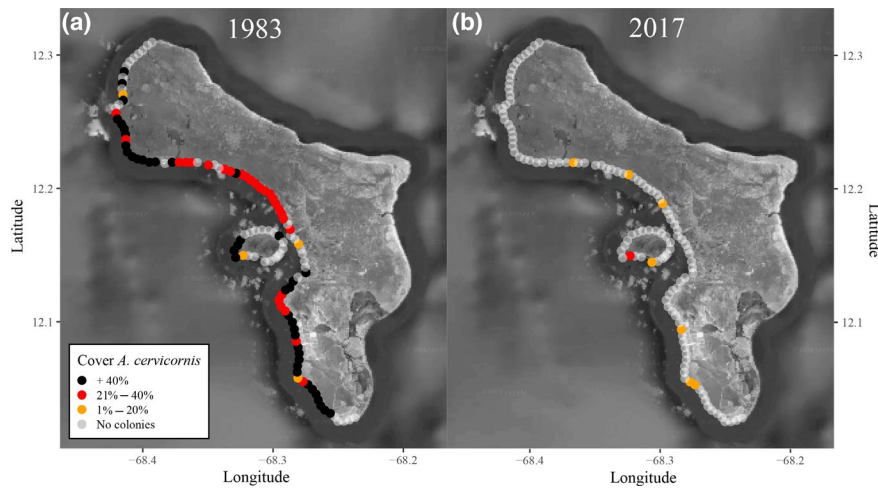 (a)
1983
(b)
2017
12.3
12.2
12.1
Latitude
12.3
12.2
12.1
Latitude
Cover A. cervicornis
+ 40%
21% – 40%
1% – 20%
No colonies
−68.4
−68.3
−68.2
−68.4
−68.3
−68.2
Longitude
Longitude